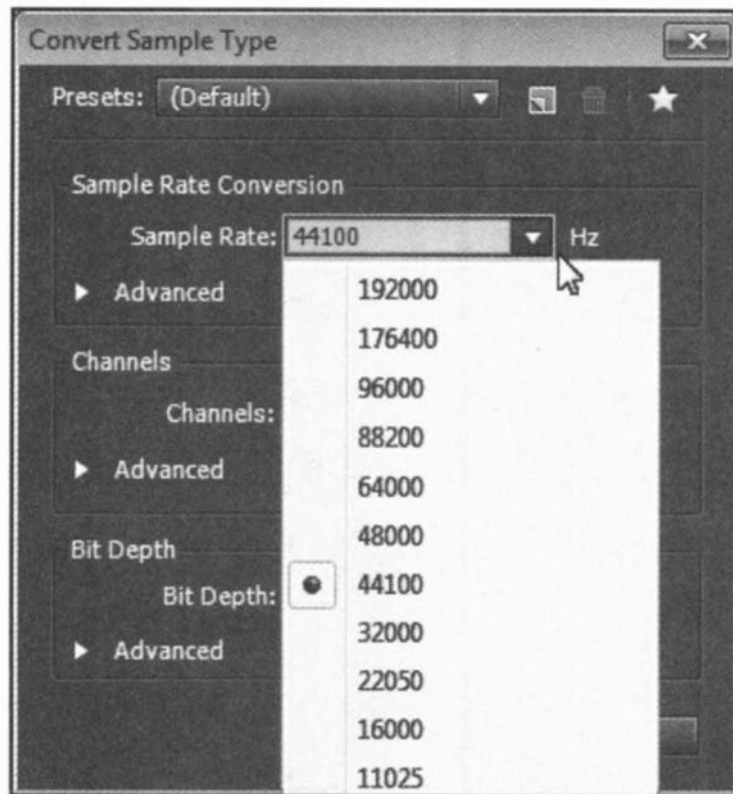 Convert Sample Type
Presets: (Default)
Sample Rate Conversion
Sample Rate: 44100 Hz
Advanced
192000
176400
96000
88200
64000
48000
44100
32000
22050
16000
11025
Channels
Channels:
Advanced
Bit Depth
Bit Depth:
Advanced